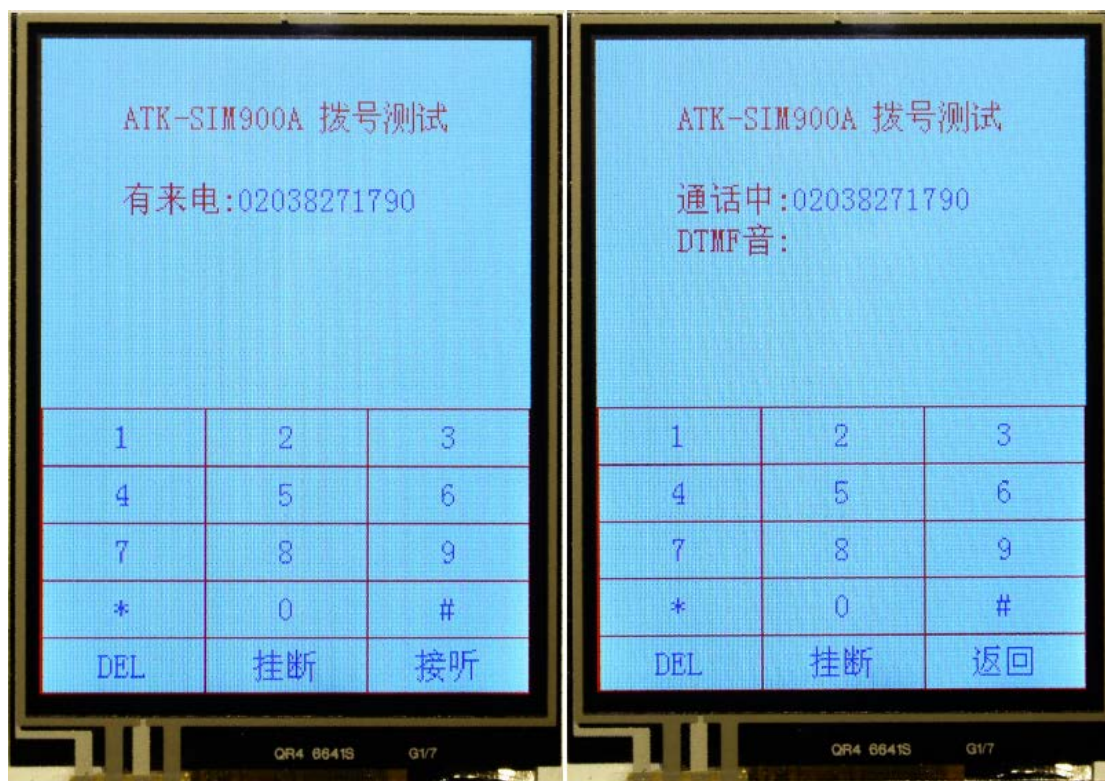 ATK-SIM900A 拨号测试
有来电:02038271790
1 2 3
4 5 6
7 8 9
* 0 #
DEL 挂断 接听
QR4 6641S G1/7
ATK-SIM900A 拨号测试
通话中:02038271790
DTMF音:
1 2 3
4 5 6
7 8 9
* 0 #
DEL 挂断 返回
QR4 6641S G1/7